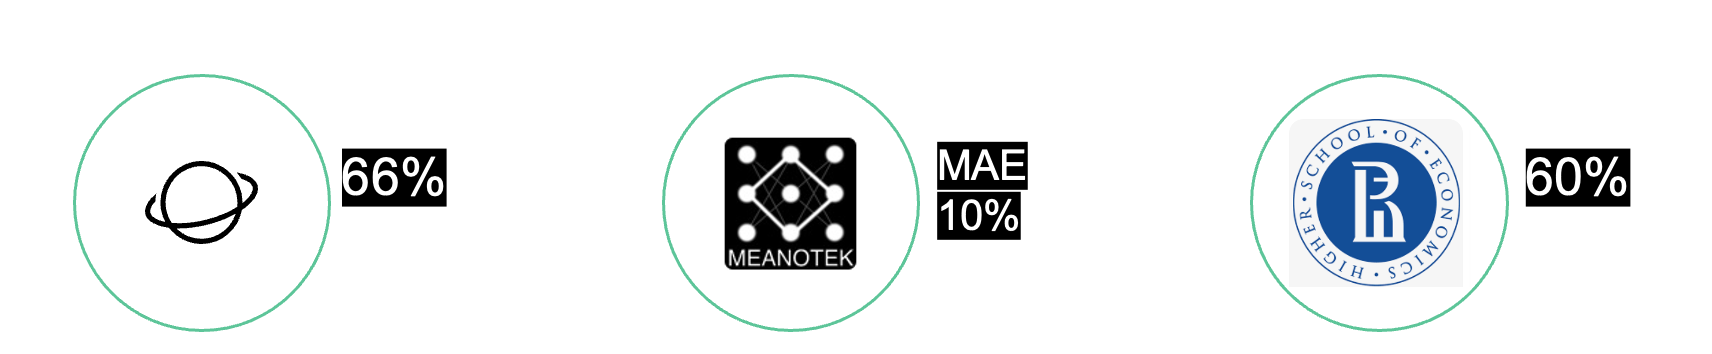 66%
MEANOTEK
MAE
10%
HIGHER • SCHOOL • OF • ECONOMICS •
60%